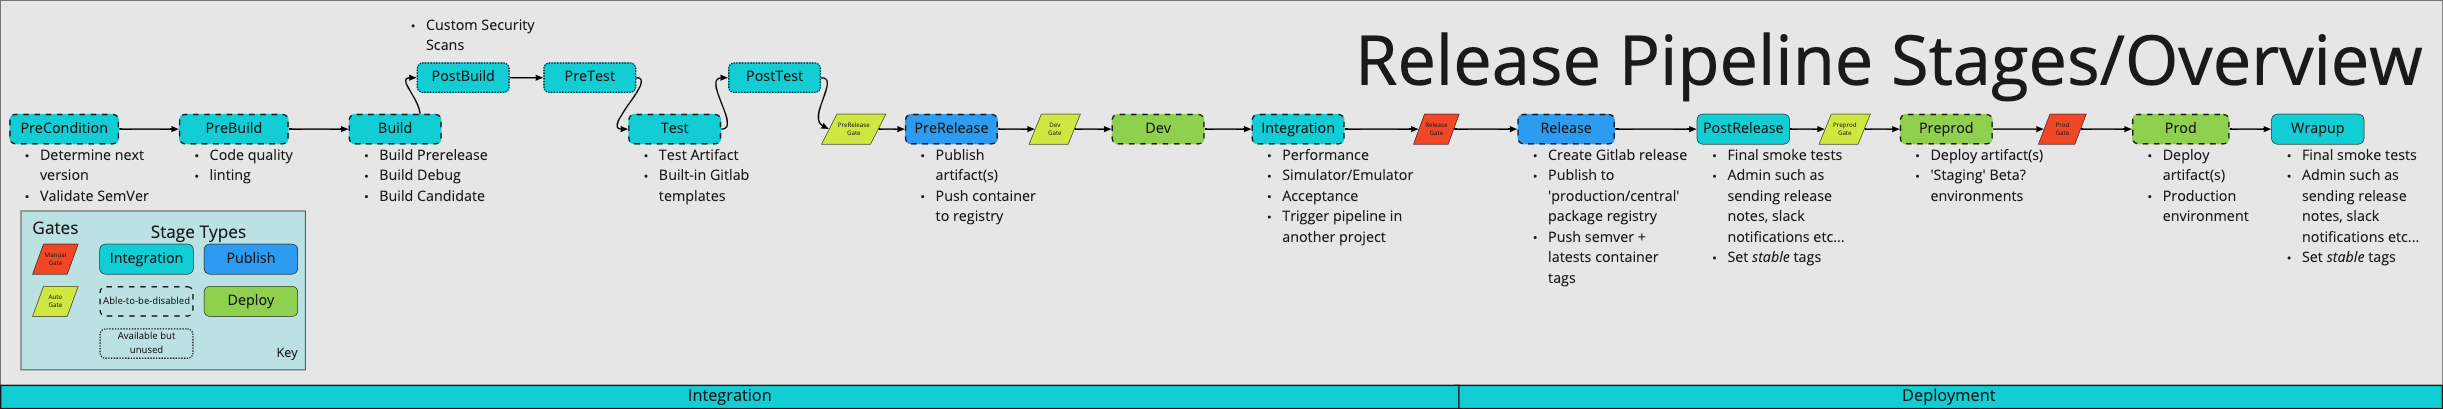 Release Pipeline Stages/Overview
• Custom Security
Scans
PostBuild
PreTest
PostTest
PreCondition
• Determine next
version
• Validate SemVer
PreBuild
• Code quality
• linting
Build
• Build Prerelease
• Build Debug
• Build Candidate
Test
• Test Artifact
• Built-in Gitlab
templates
PreRelease
Gate
PreRelease
• Publish
artifact(s)
• Push container
to registry
Dev
Gate
Dev
Integration
• Performance
• Simulator/Emulator
• Acceptance
• Trigger pipeline in
another project
Release
Gate
Release
• Create Gitlab release
• Publish to
'production/central'
package registry
• Push semver +
latests container
tags
PostRelease
• Final smoke tests
• Admin such as
sending release
notes, slack
notifications etc...
• Set stable tags
Preprod
Gate
Preprod
• Deploy artifact(s)
• 'Staging' Beta?
environments
Prod
Gate
Prod
• Deploy
artifact(s)
• Production
environment
Wrapup
• Final smoke tests
• Admin such as
sending release
notes, slack
notifications etc...
• Set stable tags
Gates
Manual
Gate
Auto
Gate
Stage Types
Integration
Publish
Able-to-be-disabled
Deploy
Available but
unused
Key
Integration
Deployment